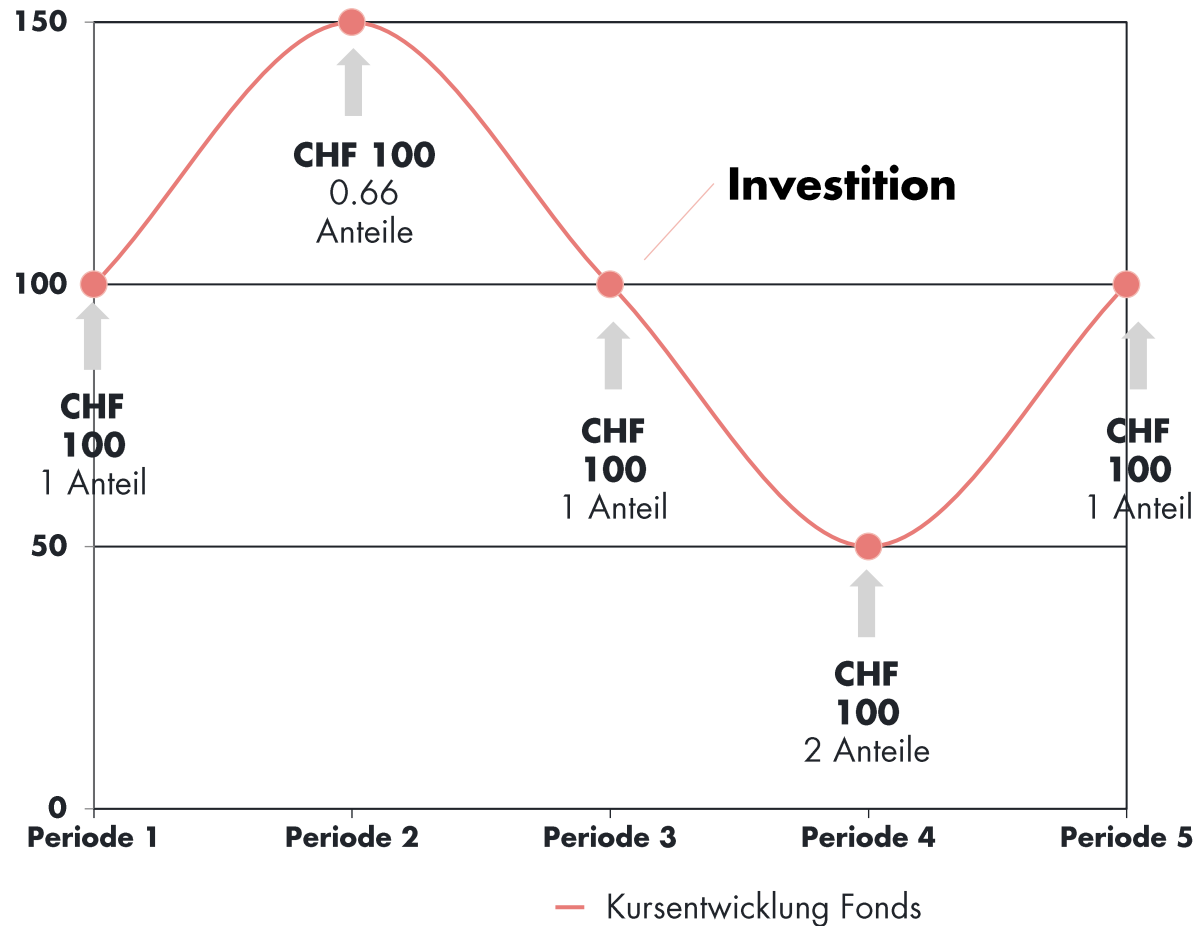 150
CHF 100
0.66
Anteile
Investition
100
CHF
100
1 Anteil
CHF
100
1 Anteil
CHF
100
1 Anteil
50
CHF
100
2 Anteile
0
Periode 1
Periode 2
Periode 3
Periode 4
Periode 5
Kursentwicklung Fonds